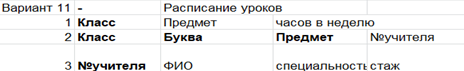 Вариант 11 - Расписание уроков
1 Класс Предмет часов в неделю
2 Класс Буква Предмет №учителя
3 №учителя ФИО специальность стаж